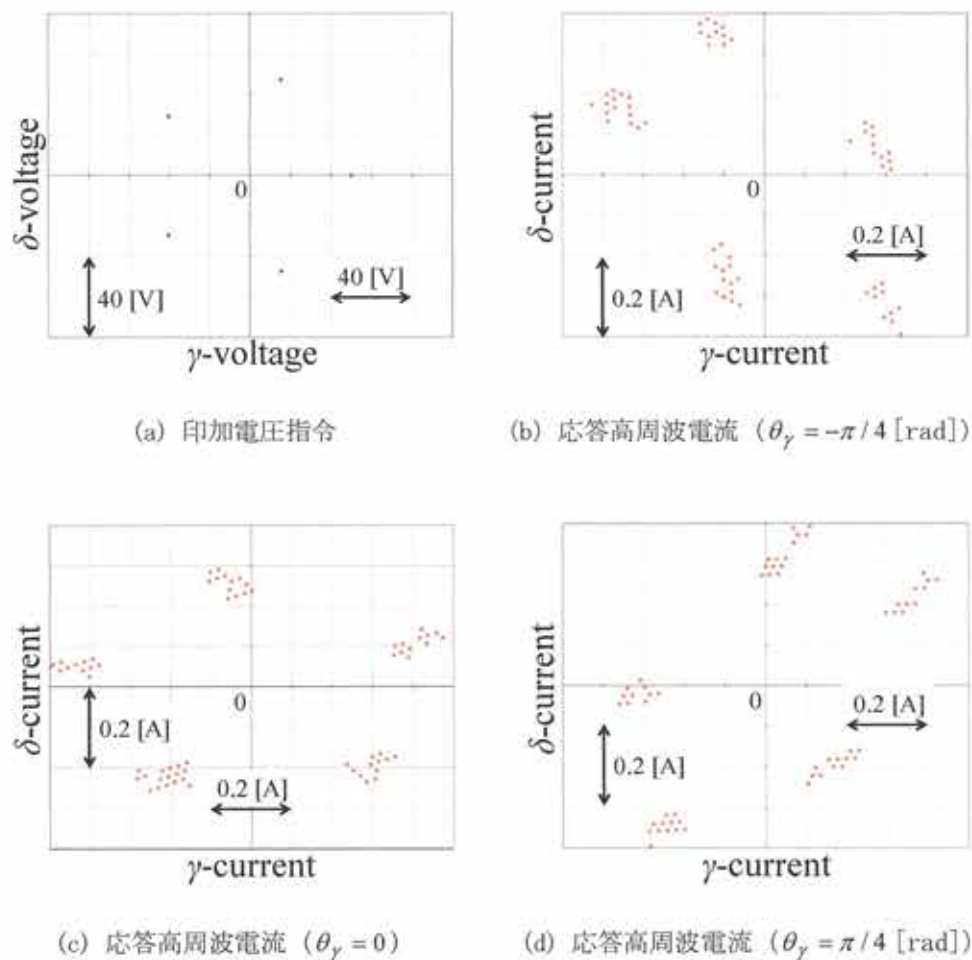 δ-voltage
0
40 [V]
40 [V]
γ-voltage
(a) 印加電圧指令
δ-current
0
0.2 [A]
0.2 [A]
γ-current
(b) 応答高周波電流 (θγ = −π/4 [rad])
δ-current
0
0.2 [A]
0.2 [A]
γ-current
(c) 応答高周波電流 (θγ = 0)
δ-current
0
0.2 [A]
0.2 [A]
γ-current
(d) 応答高周波電流 (θγ = π/4 [rad])